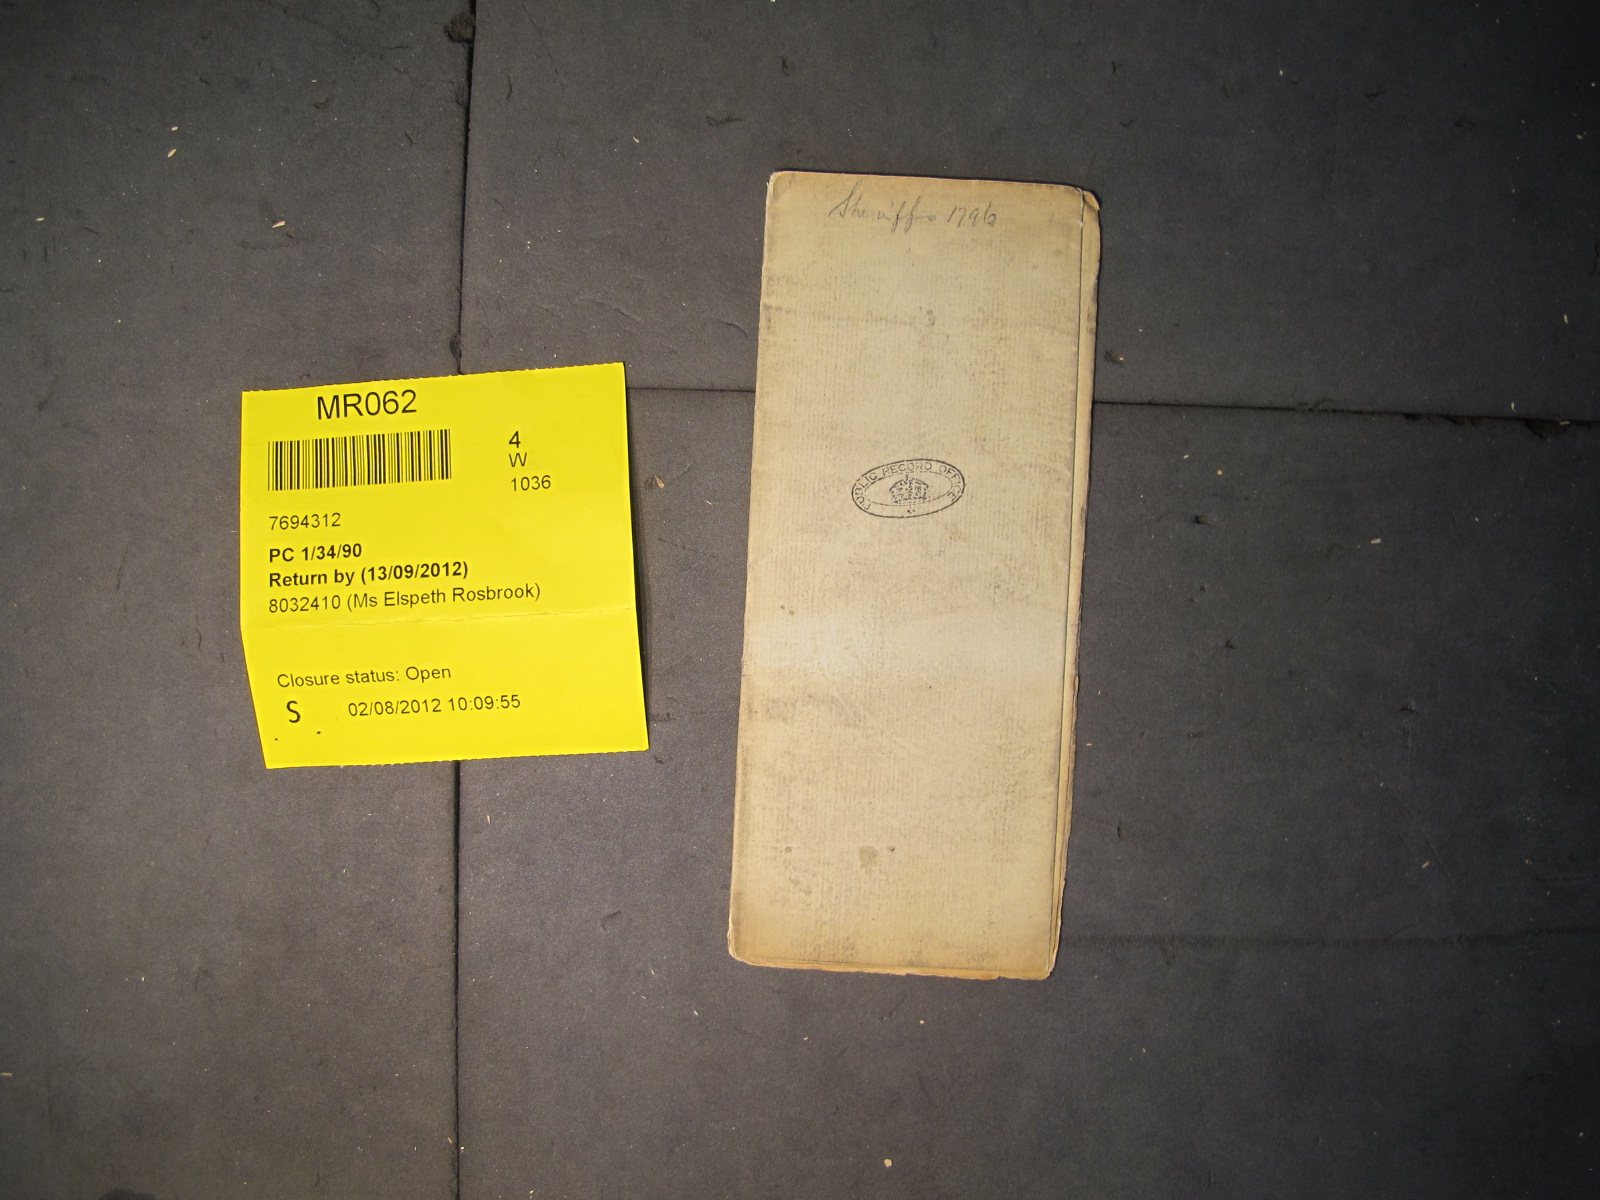 MR062
4
W
1036
7694312
PC 1/34/90
Return by (13/09/2012)
8032410 (Ms Elspeth Rosbrook)
Closure status: Open
S 02/08/2012 10:09:55
Sheriffs 1796
PUBLIC RECORD OFFICE